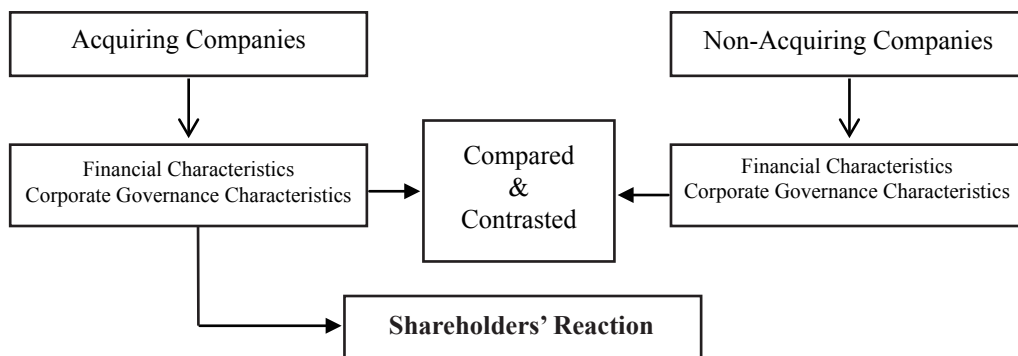 Acquiring Companies
Non-Acquiring Companies
Financial Characteristics
Corporate Governance Characteristics
Compared
&
Contrasted
Financial Characteristics
Corporate Governance Characteristics
Shareholders’ Reaction